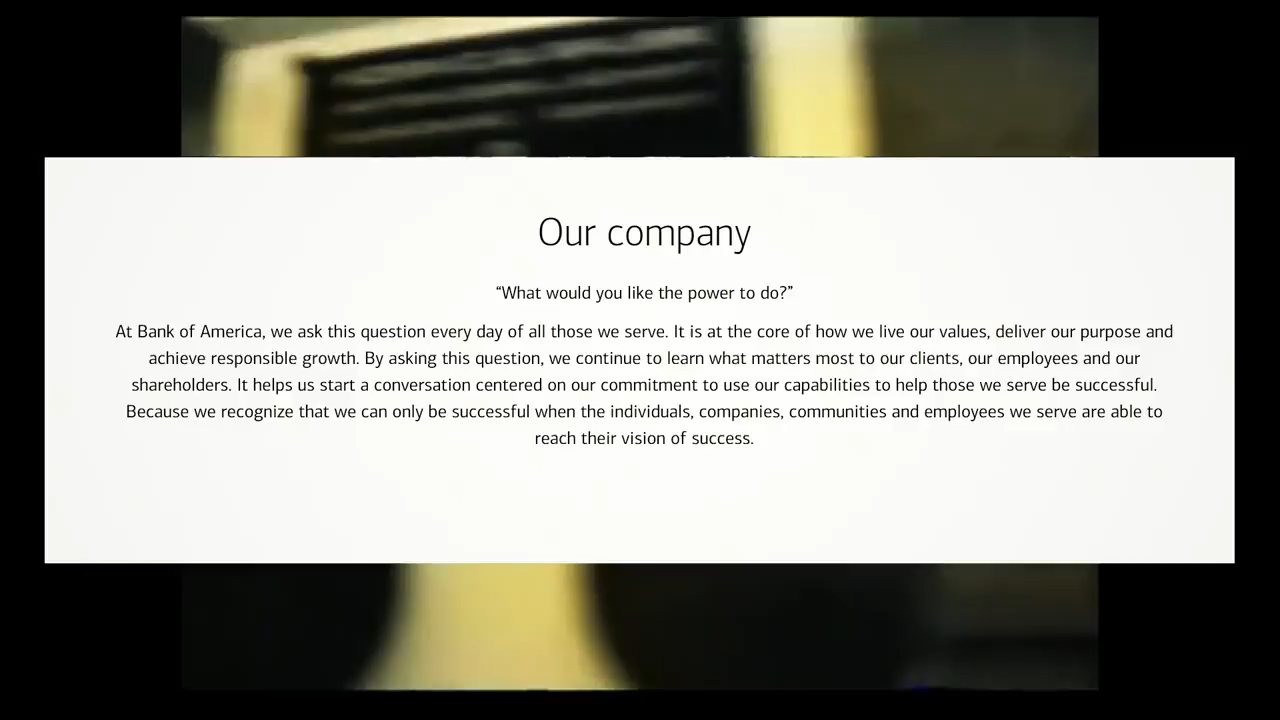 Our company
“What would you like the power to do?”
At Bank of America, we ask this question every day of all those we serve. It is at the core of how we live our values, deliver our purpose and
achieve responsible growth. By asking this question, we continue to learn what matters most to our clients, our employees and our
shareholders. It helps us start a conversation centered on our commitment to use our capabilities to help those we serve be successful.
Because we recognize that we can only be successful when the individuals, companies, communities and employees we serve are able to
reach their vision of success.